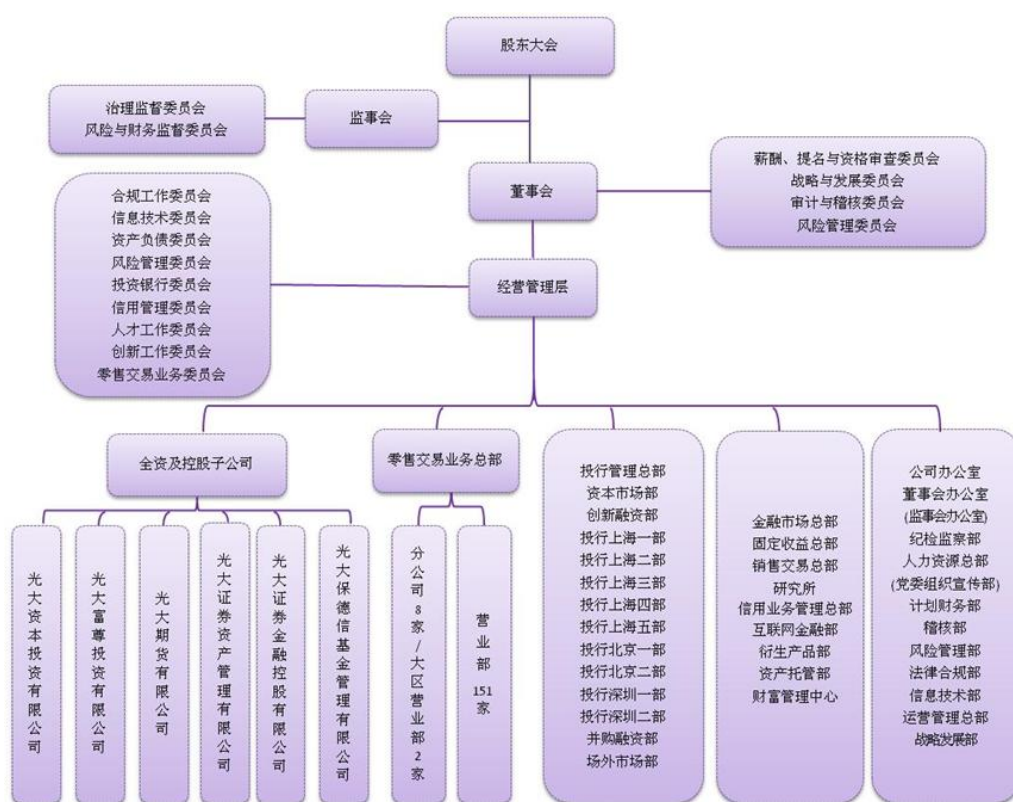 股东大会
治理监督委员会
风险与财务监督委员会
监事会
薪酬、提名与资格审查委员会
战略与发展委员会
审计与稽核委员会
风险管理委员会
董事会
合规工作委员会
信息技术委员会
资产负债委员会
风险管理委员会
投资银行委员会
信用管理委员会
人才工作委员会
创新工作委员会
零售交易业务委员会
经营管理层
全资及控股子公司
光大资本投资有限公司
光大富尊投资有限公司
光大期货有限公司
光大证券资产管理有限公司
光大证券金融控股有限公司
光大保德信基金管理有限公司
零售交易业务总部
分公司8家/大区营业部2家
营业部151家
投行管理总部
资本市场部
创新融资部
投行上海一部
投行上海二部
投行上海三部
投行上海四部
投行上海五部
投行北京一部
投行北京二部
投行深圳一部
投行深圳二部
并购融资部
场外市场部
金融市场总部
固定收益总部
销售交易总部
研究所
信用业务管理总部
互联网金融部
衍生产品部
资产托管部
财富管理中心
公司办公室
董事会办公室
(监事会办公室)
纪检监察部
人力资源总部
(党委组织宣传部)
计划财务部
稽核部
风险管理部
法律合规部
信息技术部
运营管理总部
战略发展部